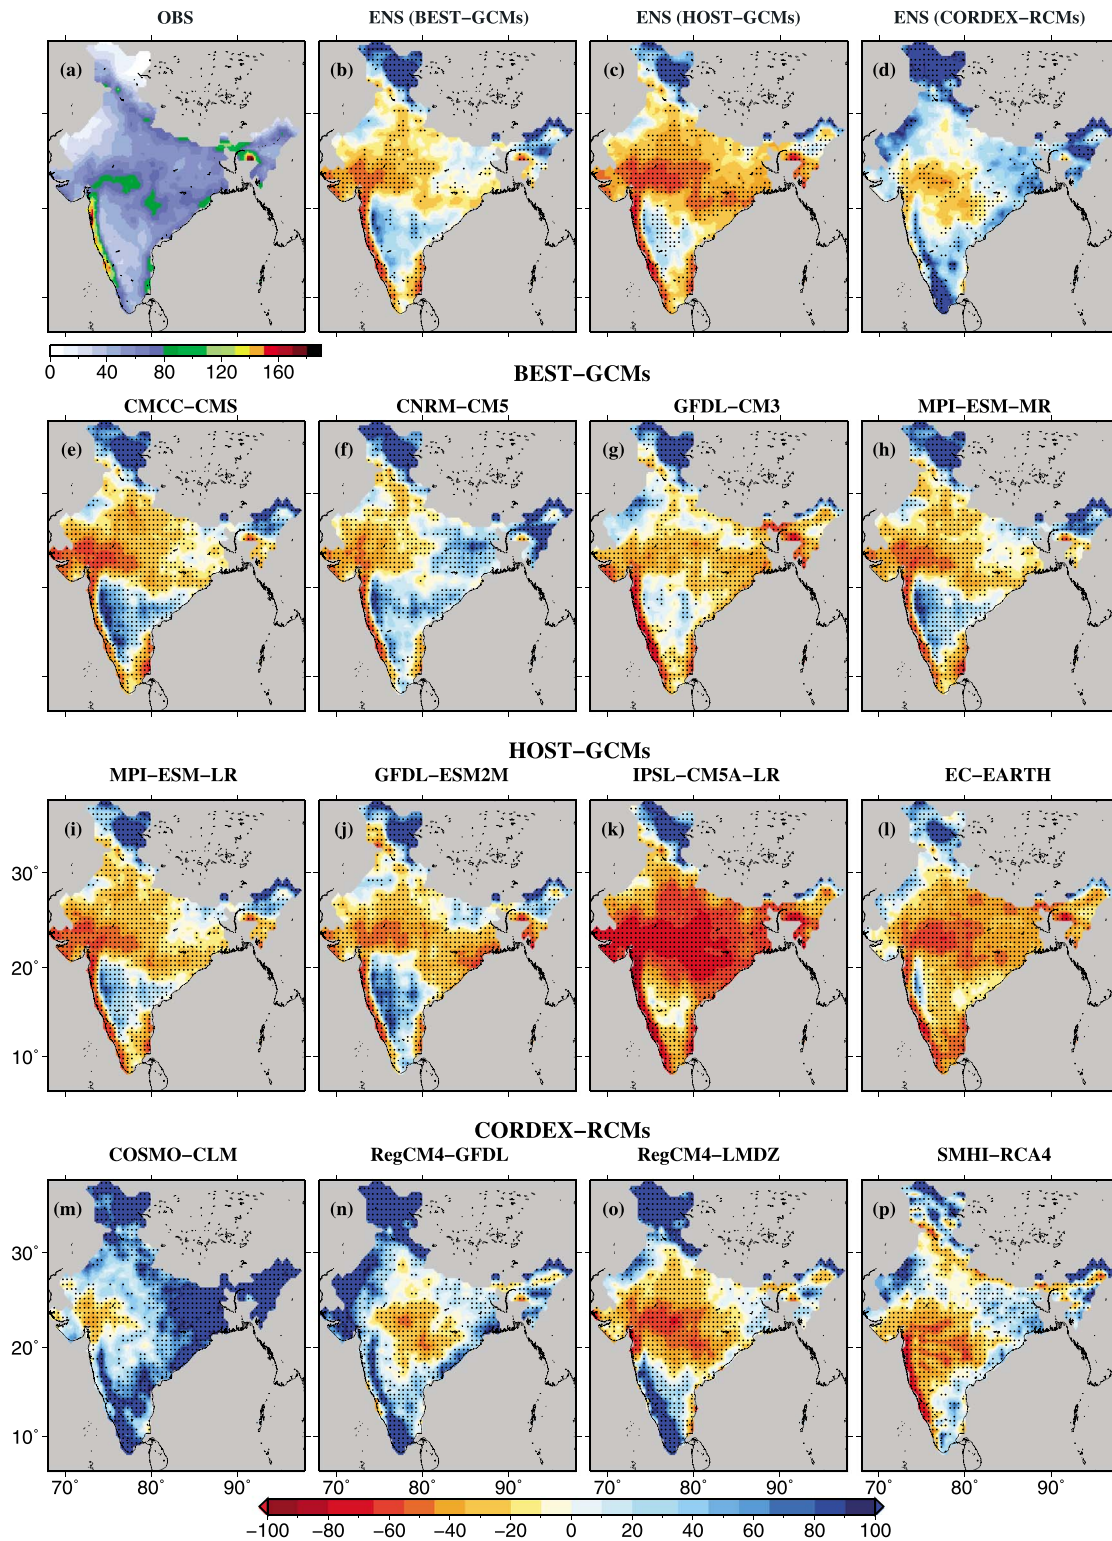 OBS ENS (BEST−GCMs) ENS (HOST−GCMs) ENS (CORDEX−RCMs)
(a) (b) (c) (d)
0 40 80 120 160
BEST−GCMs
CMCC−CMS CNRM−CM5 GFDL−CM3 MPI−ESM−MR
(e) (f) (g) (h)
HOST−GCMs
MPI−ESM−LR GFDL−ESM2M IPSL−CM5A−LR EC−EARTH
(i) (j) (k) (l)
30°
20°
10°
CORDEX−RCMs
COSMO−CLM RegCM4−GFDL RegCM4−LMDZ SMHI−RCA4
(m) (n) (o) (p)
30°
20°
10°
70° 80° 90° 70° 80° 90° 70° 80° 90° 70° 80° 90°
−100 −80 −60 −40 −20 0 20 40 60 80 100